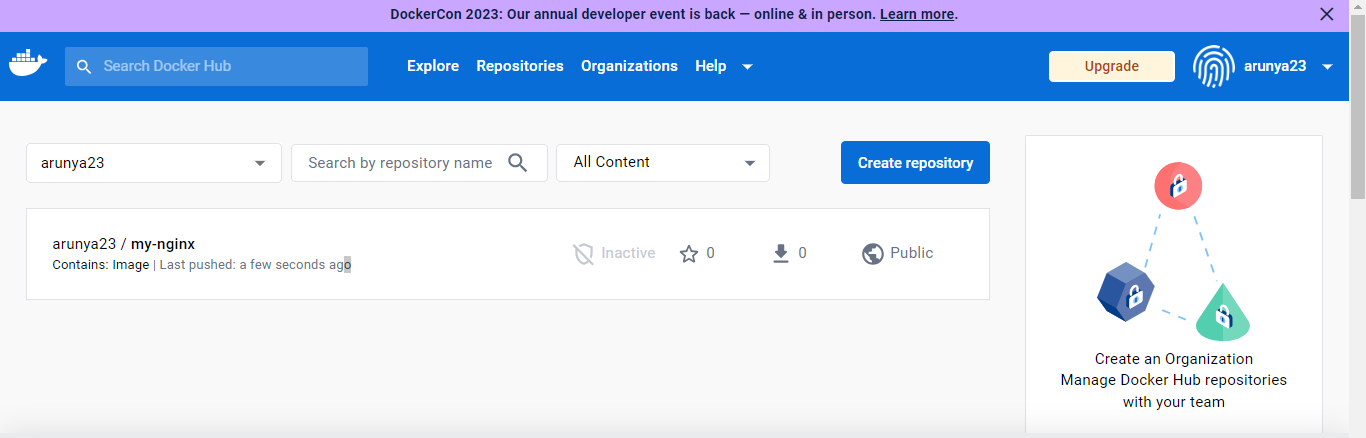 DockerCon 2023: Our annual developer event is back — online & in person. Learn more.
Search Docker Hub
Explore Repositories Organizations Help
Upgrade
arunya23
arunya23
Search by repository name
All Content
Create repository
arunya23 / my-nginx
Contains: Image | Last pushed: a few seconds ago
Inactive
0
0
Public
Create an Organization
Manage Docker Hub repositories
with your team